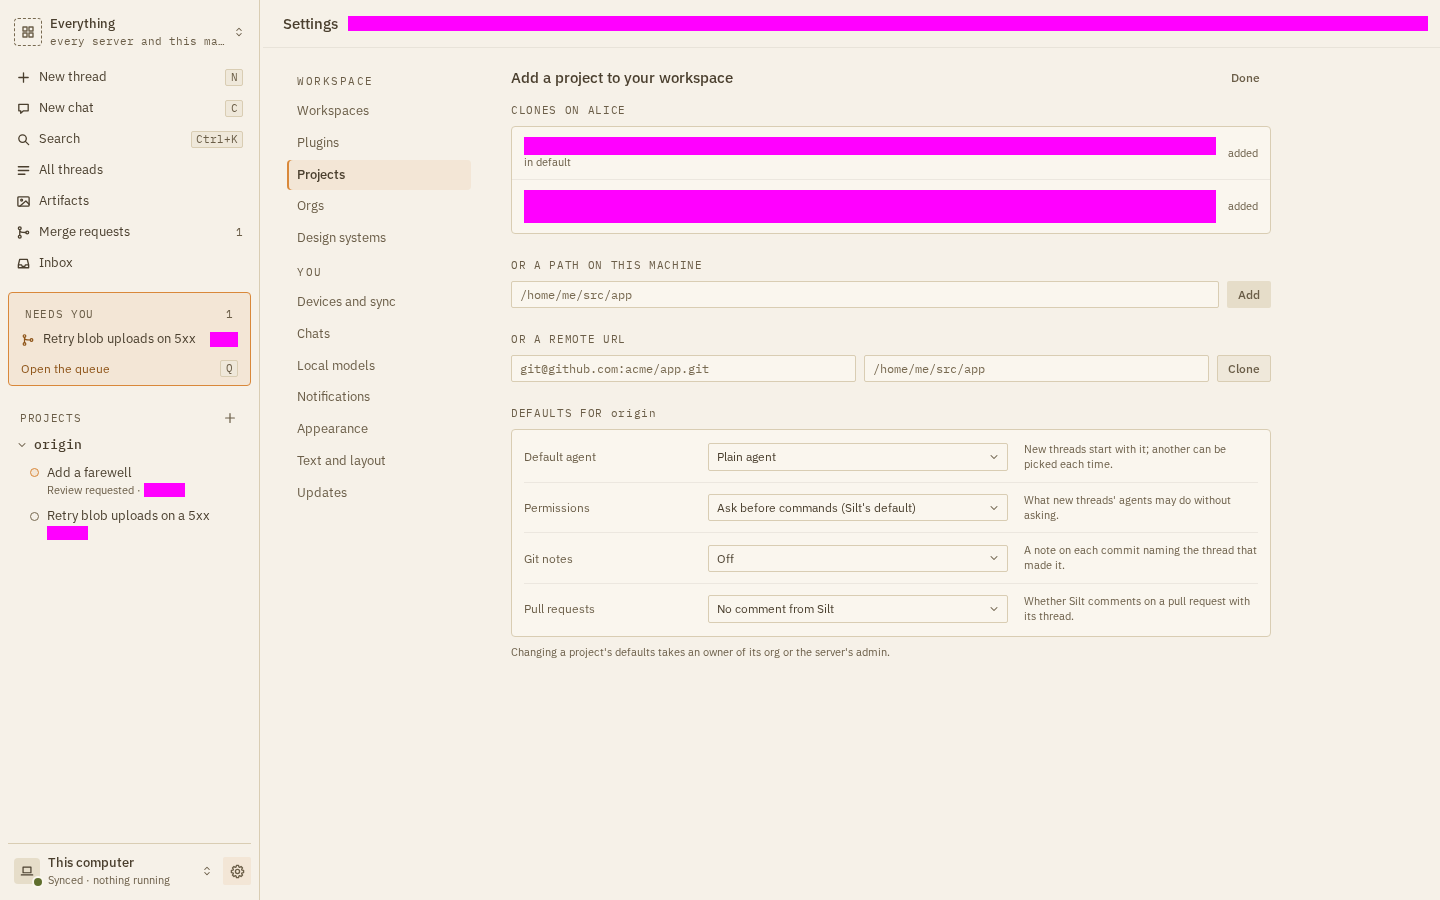 Everything
every server and this ma…
New thread N
New chat C
Search Ctrl+K
All threads
Artifacts
Merge requests 1
Inbox
NEEDS YOU 1
Retry blob uploads on 5xx
Open the queue Q
PROJECTS
origin
Add a farewell
Review requested ·
Retry blob uploads on a 5xx
This computer
Synced · nothing running
Settings
WORKSPACE
Workspaces
Plugins
Projects
Orgs
Design systems
YOU
Devices and sync
Chats
Local models
Notifications
Appearance
Text and layout
Updates
Add a project to your workspace Done
CLONES ON ALICE
in default
added
added
OR A PATH ON THIS MACHINE
/home/me/src/app Add
OR A REMOTE URL
git@github.com:acme/app.git /home/me/src/app Clone
DEFAULTS FOR origin
Default agent Plain agent
New threads start with it; another can be
picked each time.
Permissions Ask before commands (Silt's default)
What new threads' agents may do without
asking.
Git notes Off
A note on each commit naming the thread that
made it.
Pull requests No comment from Silt
Whether Silt comments on a pull request with
its thread.
Changing a project's defaults takes an owner of its org or the server's admin.